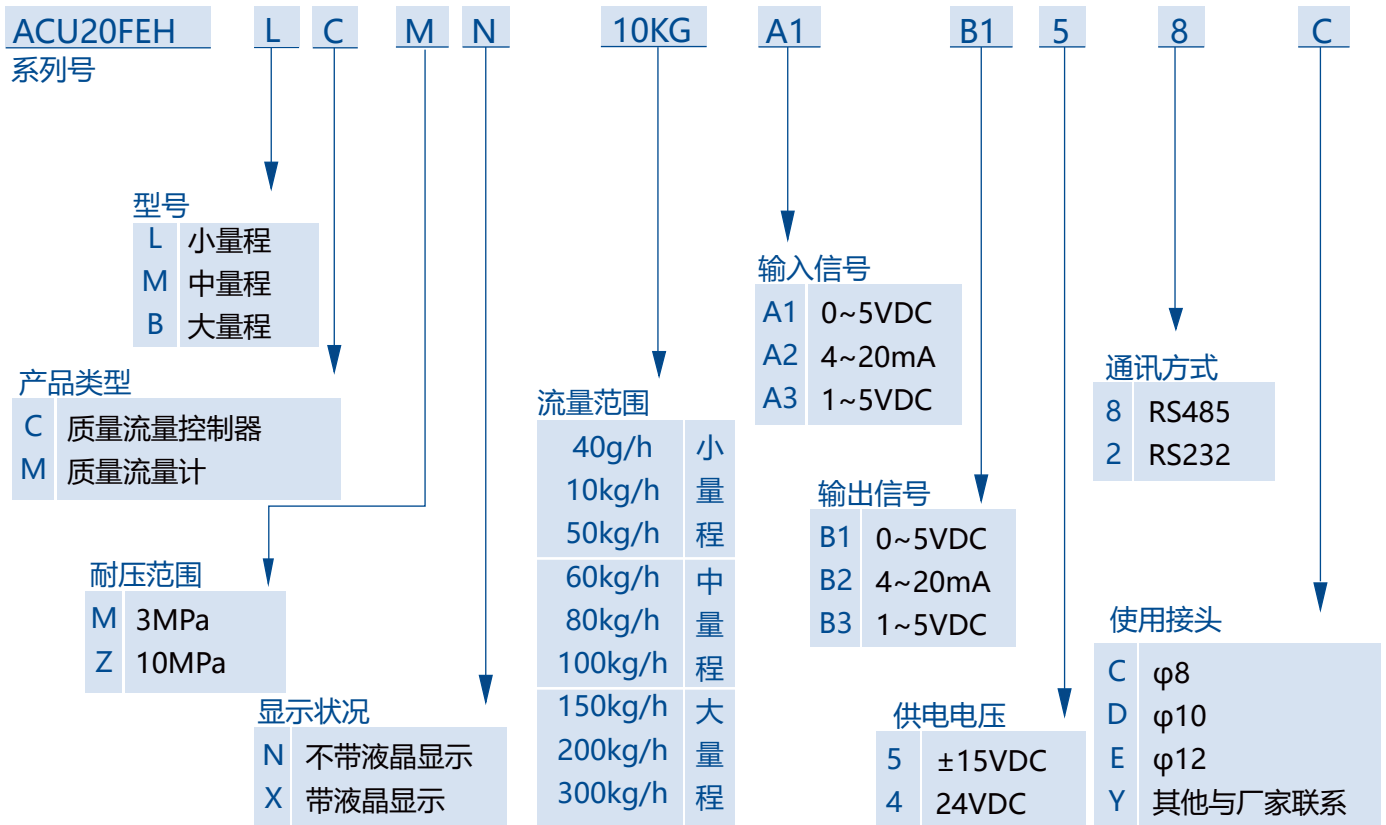 ACU20FEH L C M N 10KG A1 B1 5 8 C
系列号
型号
L 小量程
M 中量程
B 大量程
产品类型
C 质量流量控制器
M 质量流量计
耐压范围
M 3MPa
Z 10MPa
显示状况
N 不带液晶显示
X 带液晶显示
流量范围
40g/h 小
10kg/h 量
50kg/h 程
60kg/h 中
80kg/h 量
100kg/h 程
150kg/h 大
200kg/h 量
300kg/h 程
输入信号
A1 0~5VDC
A2 4~20mA
A3 1~5VDC
输出信号
B1 0~5VDC
B2 4~20mA
B3 1~5VDC
供电电压
5 ±15VDC
4 24VDC
通讯方式
8 RS485
2 RS232
使用接头
C φ8
D φ10
E φ12
Y 其他与厂家联系